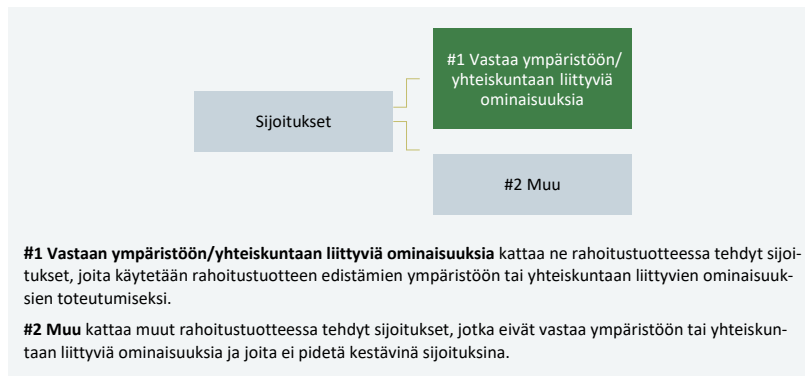 #1 Vastaa ympäristöön/
yhteiskuntaan liittyviä
ominaisuuksia
Sijoitukset
#2 Muu
#1 Vastaan ympäristöön/yhteiskuntaan liittyviä ominaisuuksia kattaa ne rahoitustuotteessa tehdyt sijoi-
tukset, joita käytetään rahoitustuotteen edistämien ympäristöön tai yhteiskuntaan liittyvien ominaisuuk-
sien toteutumiseksi.
#2 Muu kattaa muut rahoitustuotteessa tehdyt sijoitukset, jotka eivät vastaa ympäristöön tai yhteiskun-
taan liittyviä ominaisuuksia ja joita ei pidetä kestävinä sijoituksina.